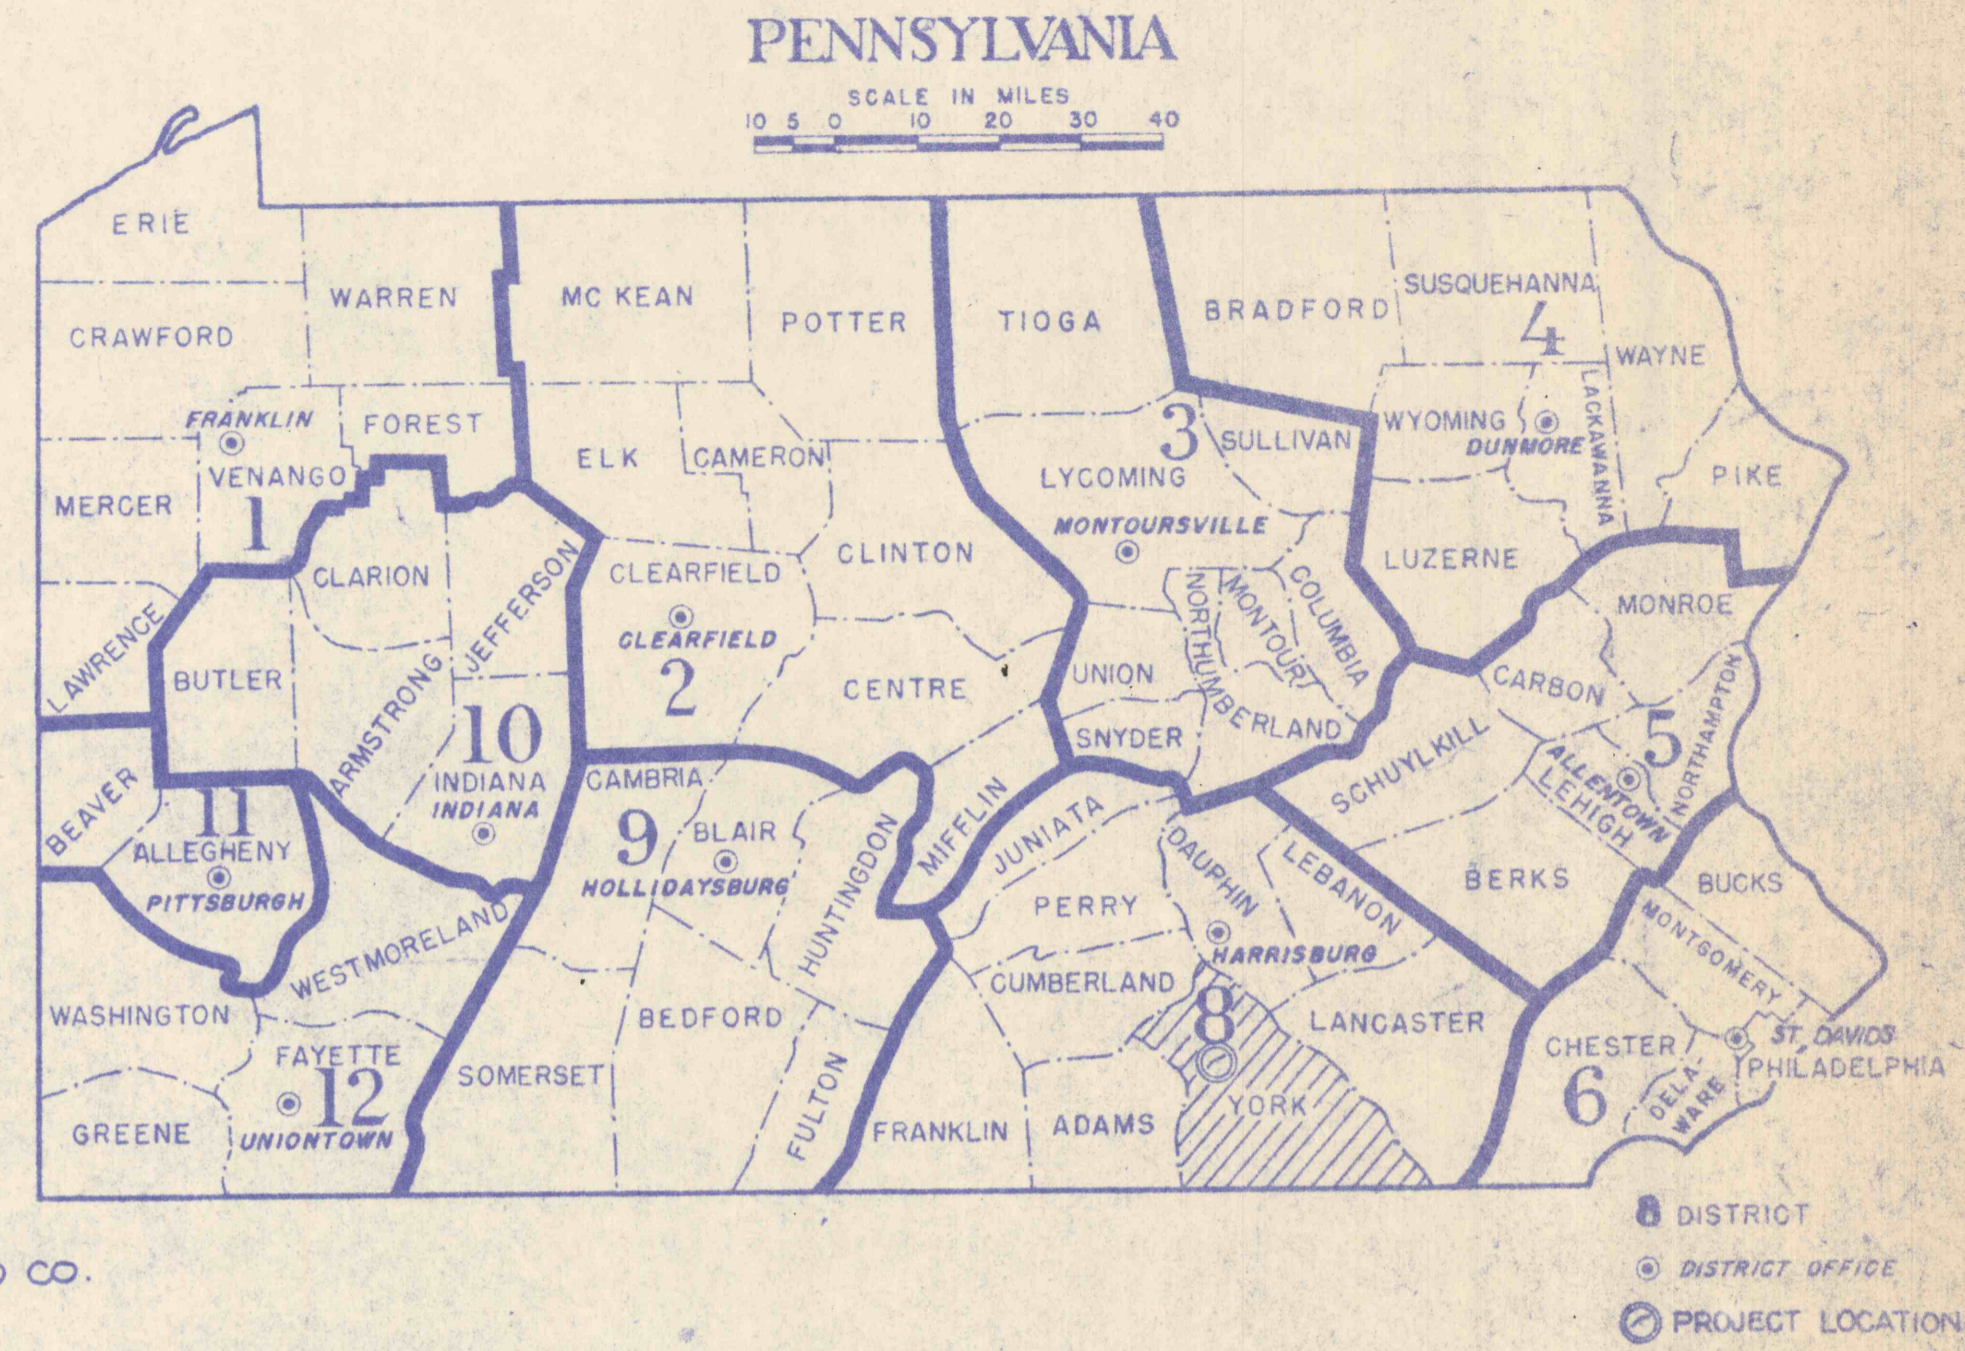 PENNSYLVANIA
SCALE IN MILES
10 5 0 10 20 30 40
ERIE
CRAWFORD
WARREN
MC KEAN
POTTER
TIOGA
BRADFORD
SUSQUEHANNA
4
WAYNE
FRANKLIN
VENANGO
1
MERCER
FOREST
ELK
CAMERON
3
SULLIVAN
LYCOMING
MONTOURSVILLE
WYOMING
DUNMORE
LACKAWANNA
PIKE
CLARION
JEFFERSON
CLEARFIELD
CLEARFIELD
2
CLINTON
CENTRE
UNION
SNYDER
NORTHUMBERLAND
MONTOUR
COLUMBIA
LUZERNE
MONROE
CARBON
5
NORTHAMPTON
LAWRENCE
BUTLER
ARMSTRONG
10
INDIANA
INDIANA
BEAVER
11
ALLEGHENY
PITTSBURGH
CAMBRIA
9
BLAIR
HOLLIDAYSBURG
HUNTINGDON
MIFFLIN
JUNIATA
PERRY
DAUPHIN
HARRISBURG
LEBANON
SCHUYLKILL
ALLENTOWN
LEHIGH
BERKS
BUCKS
MONTGOMERY
WESTMORELAND
WASHINGTON
FAYETTE
12
UNIONTOWN
GREENE
SOMERSET
BEDFORD
FULTON
FRANKLIN
CUMBERLAND
ADAMS
8
YORK
LANCASTER
CHESTER
6
DELA-
WARE
ST. DAVIDS
PHILADELPHIA
8 DISTRICT
DISTRICT OFFICE
PROJECT LOCATION
CO.